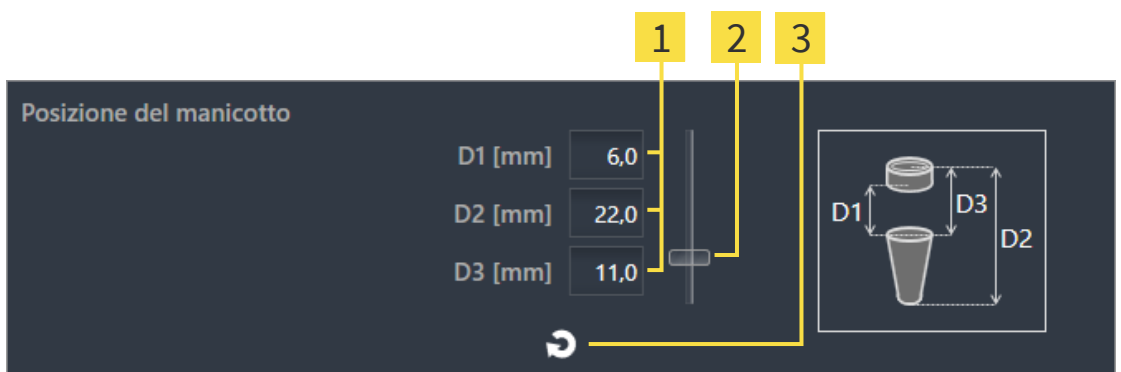 1 2 3
Posizione del manicotto
D1 [mm] 6,0
D2 [mm] 22,0
D3 [mm] 11,0
D1
D3
D2